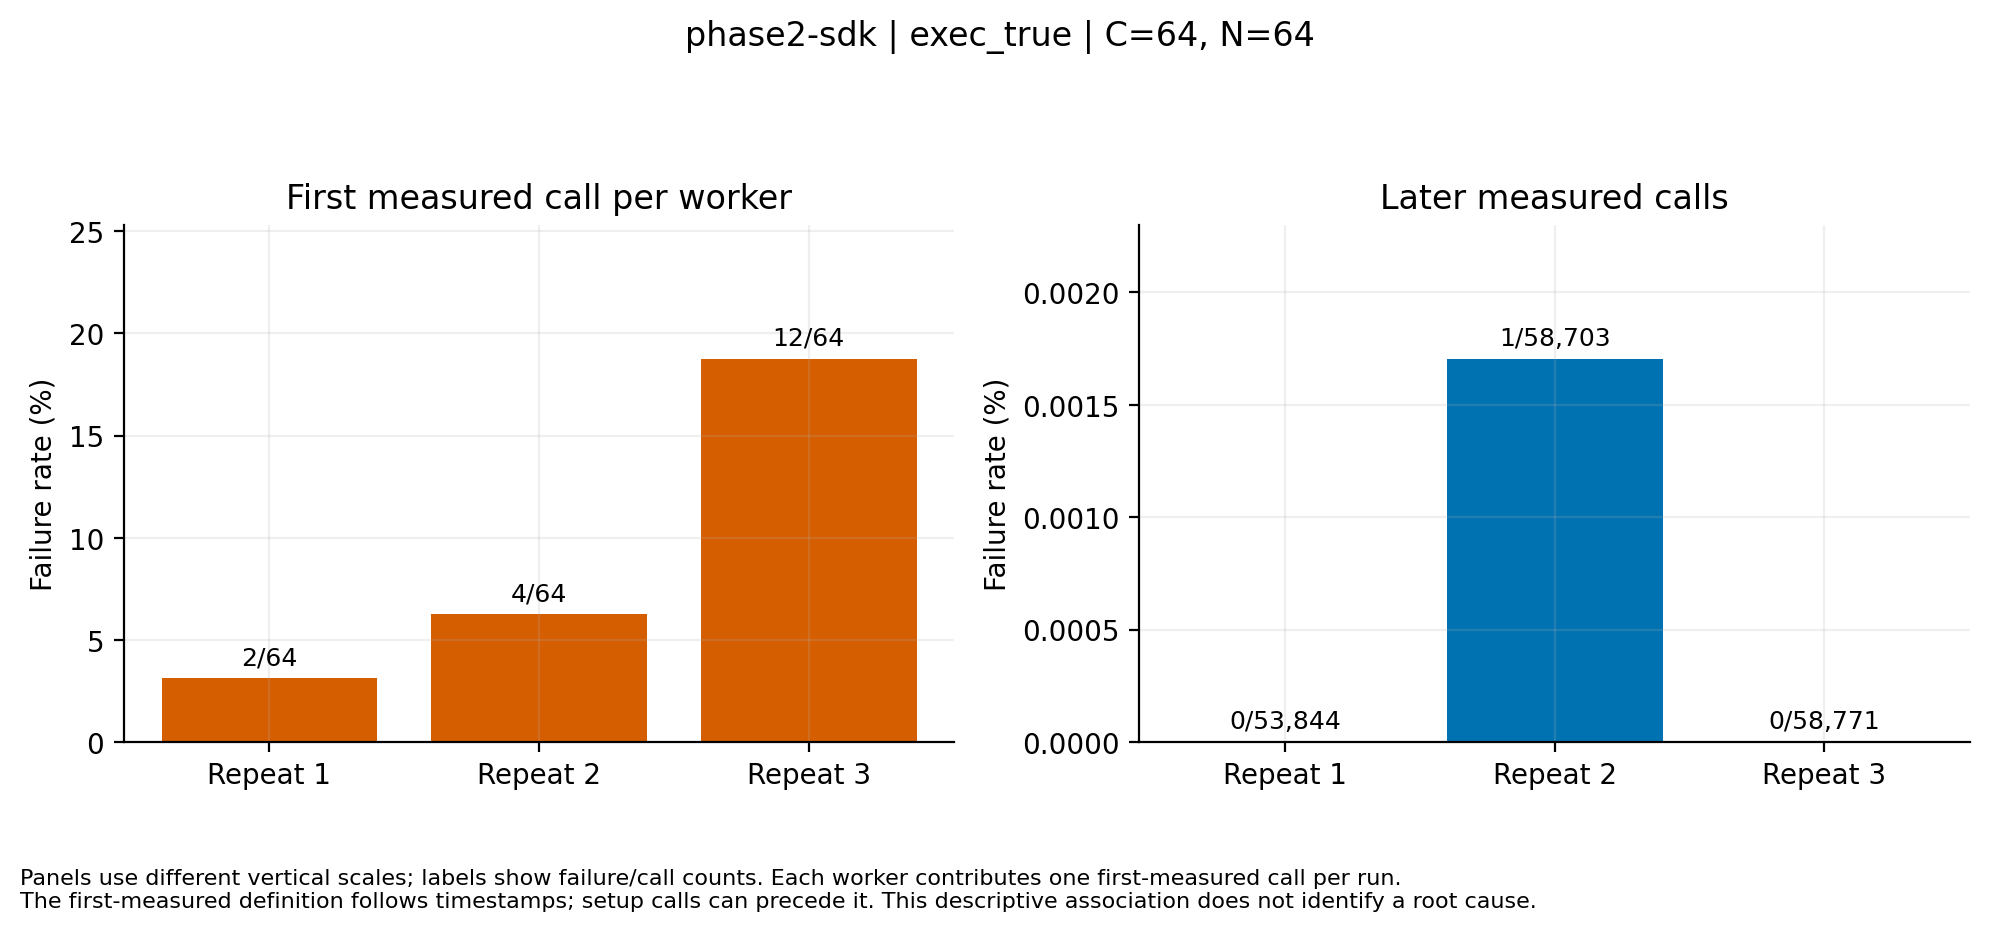 phase2-sdk | exec_true | C=64, N=64
First measured call per worker
Failure rate (%)
25
20
15
10
5
0
2/64
4/64
12/64
Repeat 1
Repeat 2
Repeat 3
Later measured calls
Failure rate (%)
0.0020
0.0015
0.0010
0.0005
0.0000
0/53,844
1/58,703
0/58,771
Repeat 1
Repeat 2
Repeat 3
Panels use different vertical scales; labels show failure/call counts. Each worker contributes one first-measured call per run.
The first-measured definition follows timestamps; setup calls can precede it. This descriptive association does not identify a root cause.